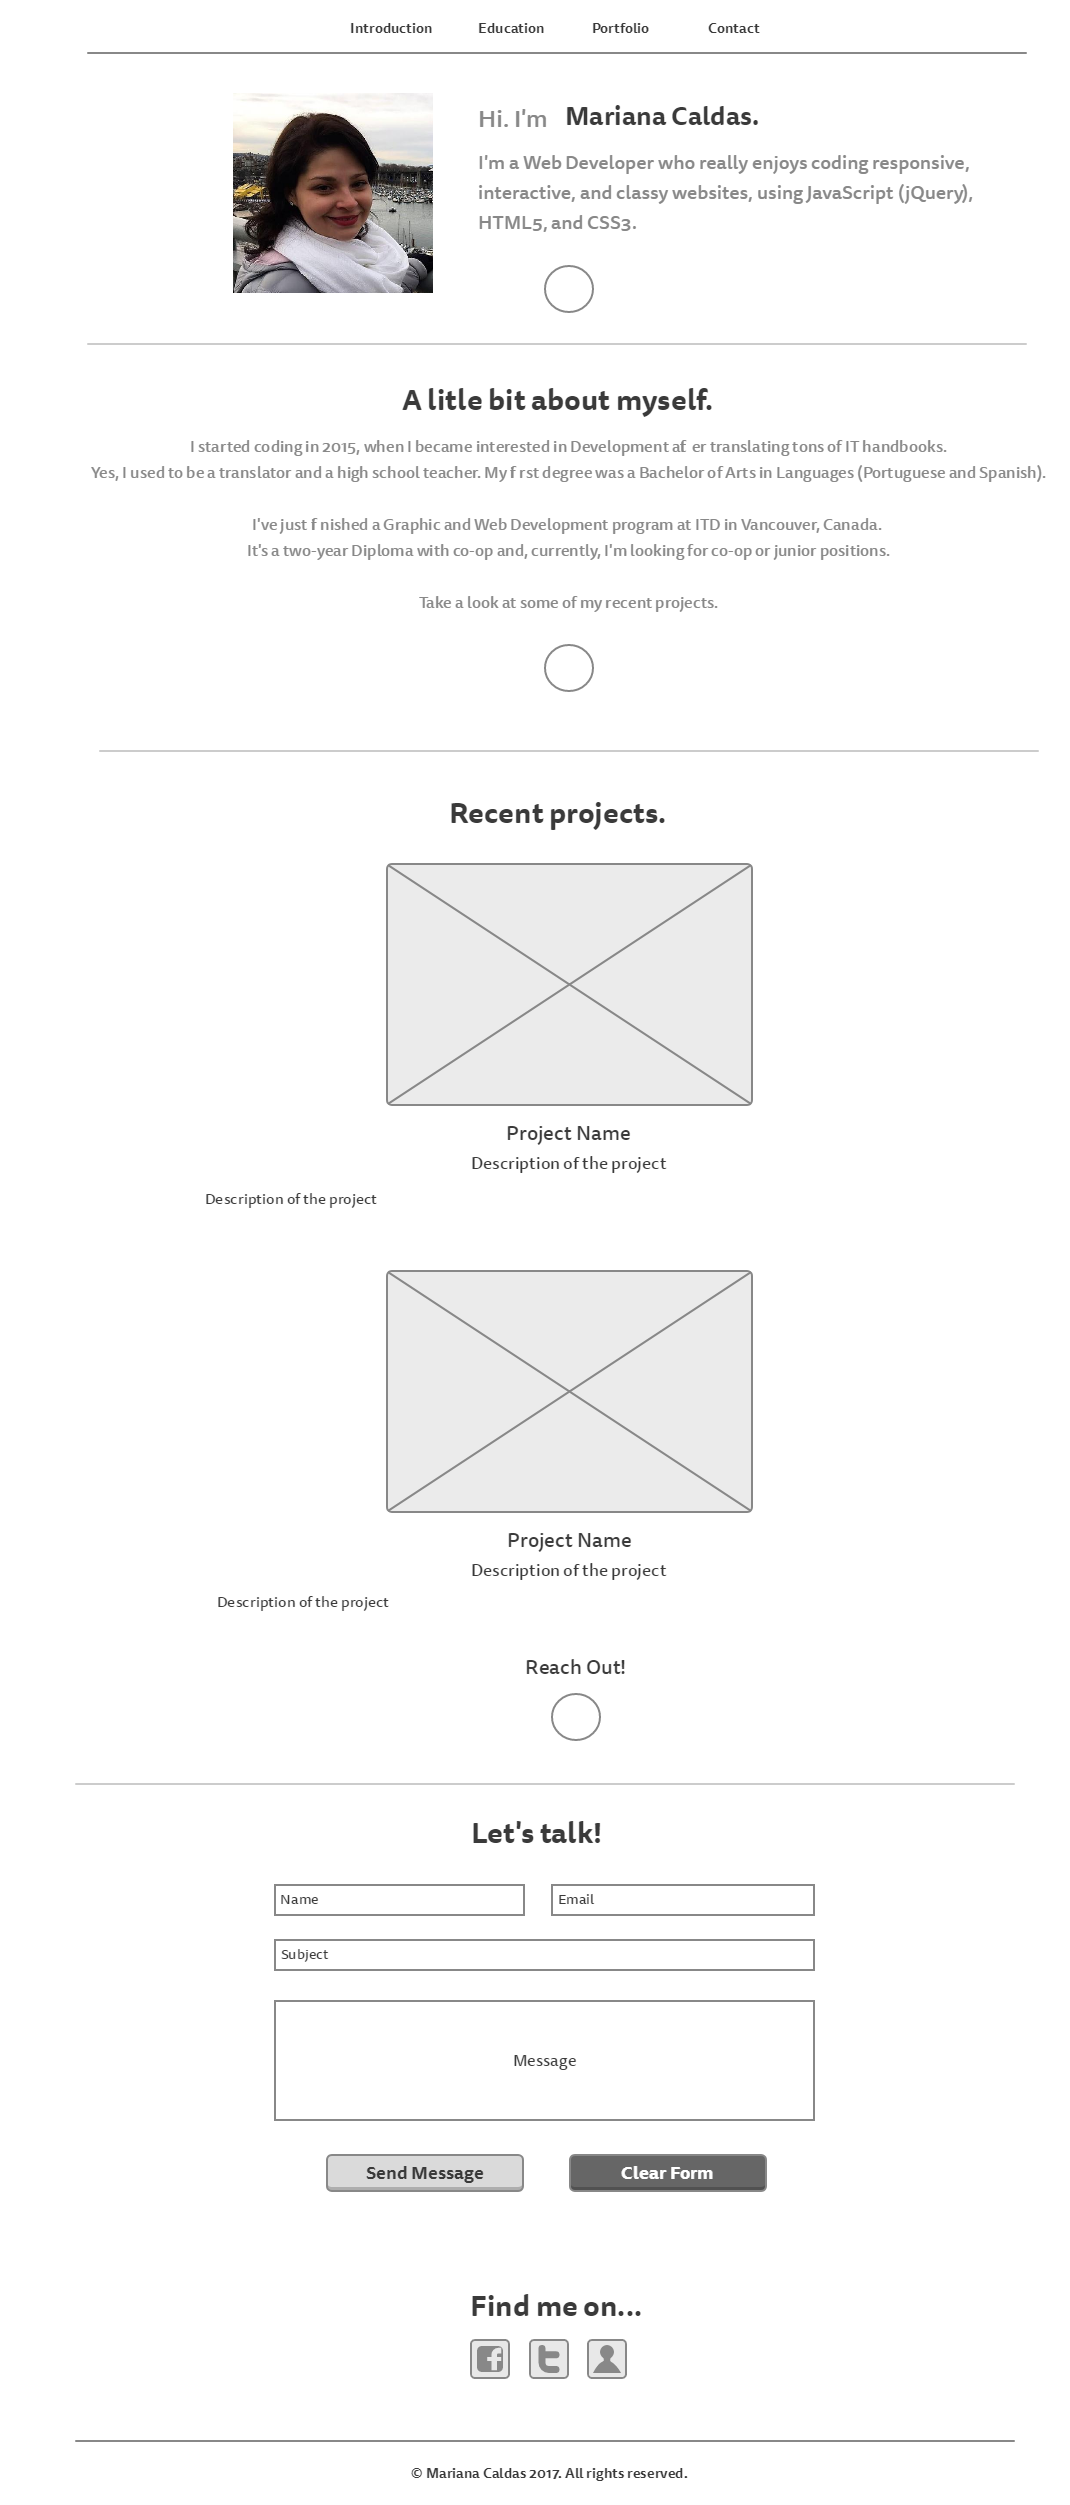 Introduction Education Portfolio Contact
Hi. I'm Mariana Caldas.
I'm a Web Developer who really enjoys coding responsive,
interactive, and classy websites, using JavaScript (jQuery),
HTML5, and CSS3.
A litle bit about myself.
I started coding in 2015, when I became interested in Development af er translating tons of IT handbooks.
Yes, I used to be a translator and a high school teacher. My f rst degree was a Bachelor of Arts in Languages (Portuguese and Spanish).
I've just f nished a Graphic and Web Development program at ITD in Vancouver, Canada.
It's a two-year Diploma with co-op and, currently, I'm looking for co-op or junior positions.
Take a look at some of my recent projects.
Recent projects.
Project Name
Description of the project
Description of the project
Project Name
Description of the project
Description of the project
Reach Out!
Let's talk!
Name Email
Subject
Message
Send Message Clear Form
Find me on...
© Mariana Caldas 2017. All rights reserved.